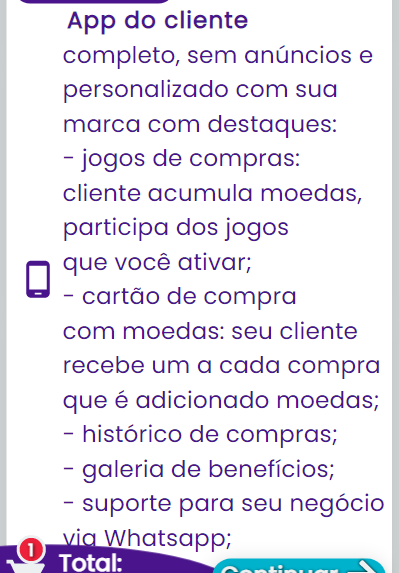 App do cliente
completo, sem anúncios e
personalizado com sua
marca com destaques:
- jogos de compras:
cliente acumula moedas,
participa dos jogos
que você ativar;
- cartão de compra
com moedas: seu cliente
recebe um a cada compra
que é adicionado moedas;
- histórico de compras;
- galeria de benefícios;
- suporte para seu negócio
via Whatsapp;
1
Total:
Continuar